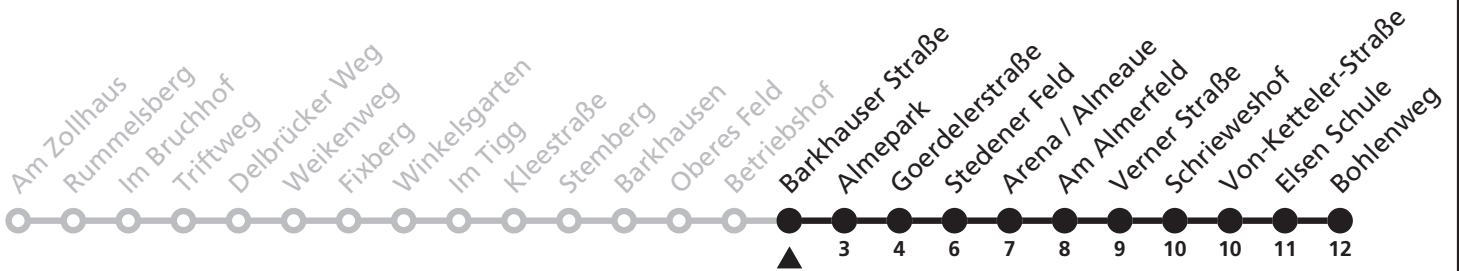 Am Zollhaus
Rummelsberg
Im Bruchhof
Triftweg
Delbrücker Weg
Weikenweg
Fixberg
Winkelsgarten
Im Tigg
Kleestraße
Stemberg
Barkhausen
Oberes Feld
Betriebshof
Barkhauser Straße
Almepark
Goerdelerstraße
Stedener Feld
Arena / Almeaue
Am Almerfeld
Verner Straße
Schrieweshof
Von-Ketteler-Straße
Elsen Schule
Bohlenweg
3 4 6 7 8 9 10 10 11 12